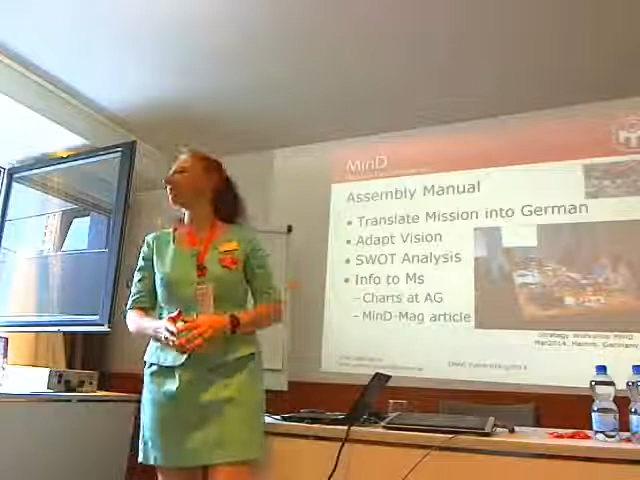 MinD
Assembly Manual
• Translate Mission into German
• Adapt Vision
• SWOT Analysis
• Info to Ms
– Charts at AG
– MinD-Mag article